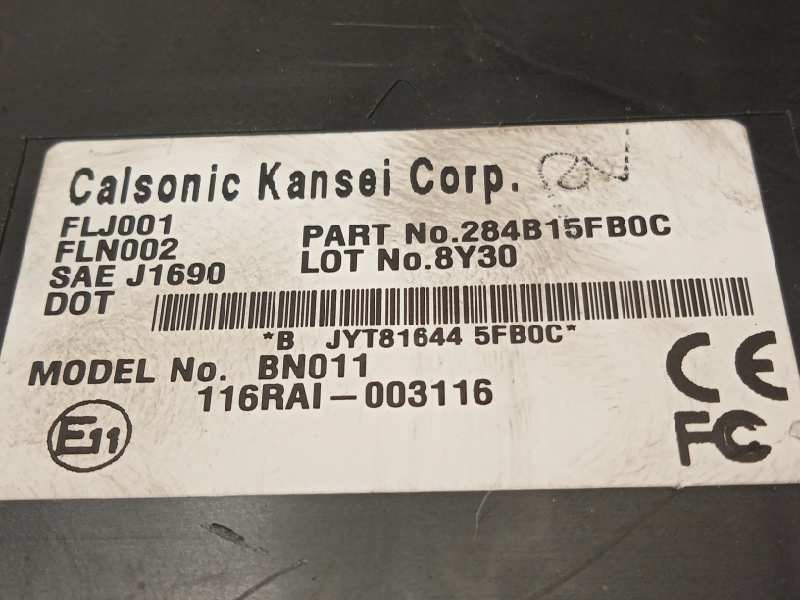 Calsonic Kansei Corp.
FLJ001
FLN002
SAE J1690
DOT
PART No.284B15FB0C
LOT No.8Y30
*B JYT81644 5FB0C*
MODEL No. BN011
116RAI-003116
E11
CE
FC